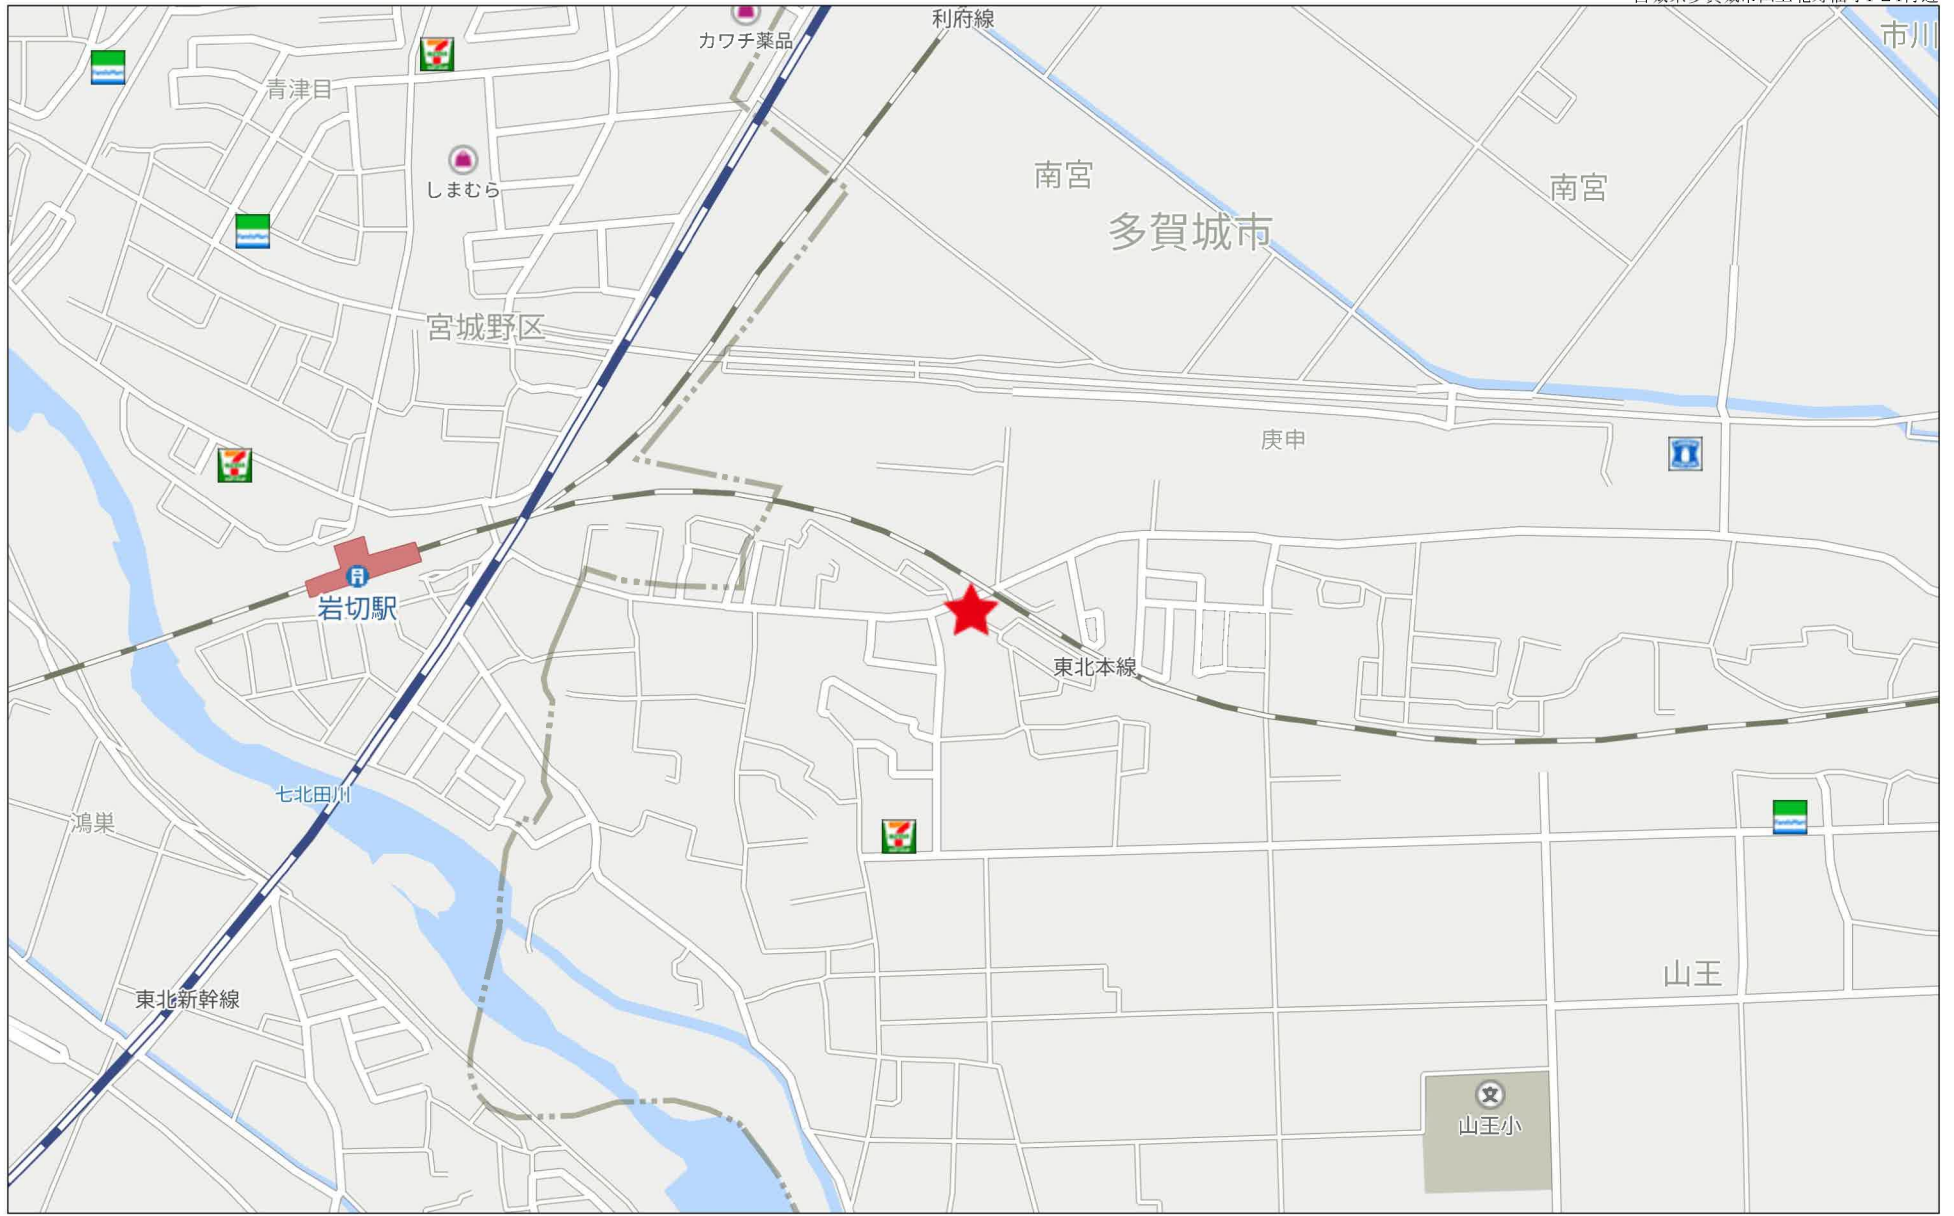 利府線
市川
カワチ薬品
青津目
しまむら
南宮
南宮
多賀城市
宮城野区
庚申
岩切駅
東北本線
七北田川
鴻巣
山王
東北新幹線
山王小